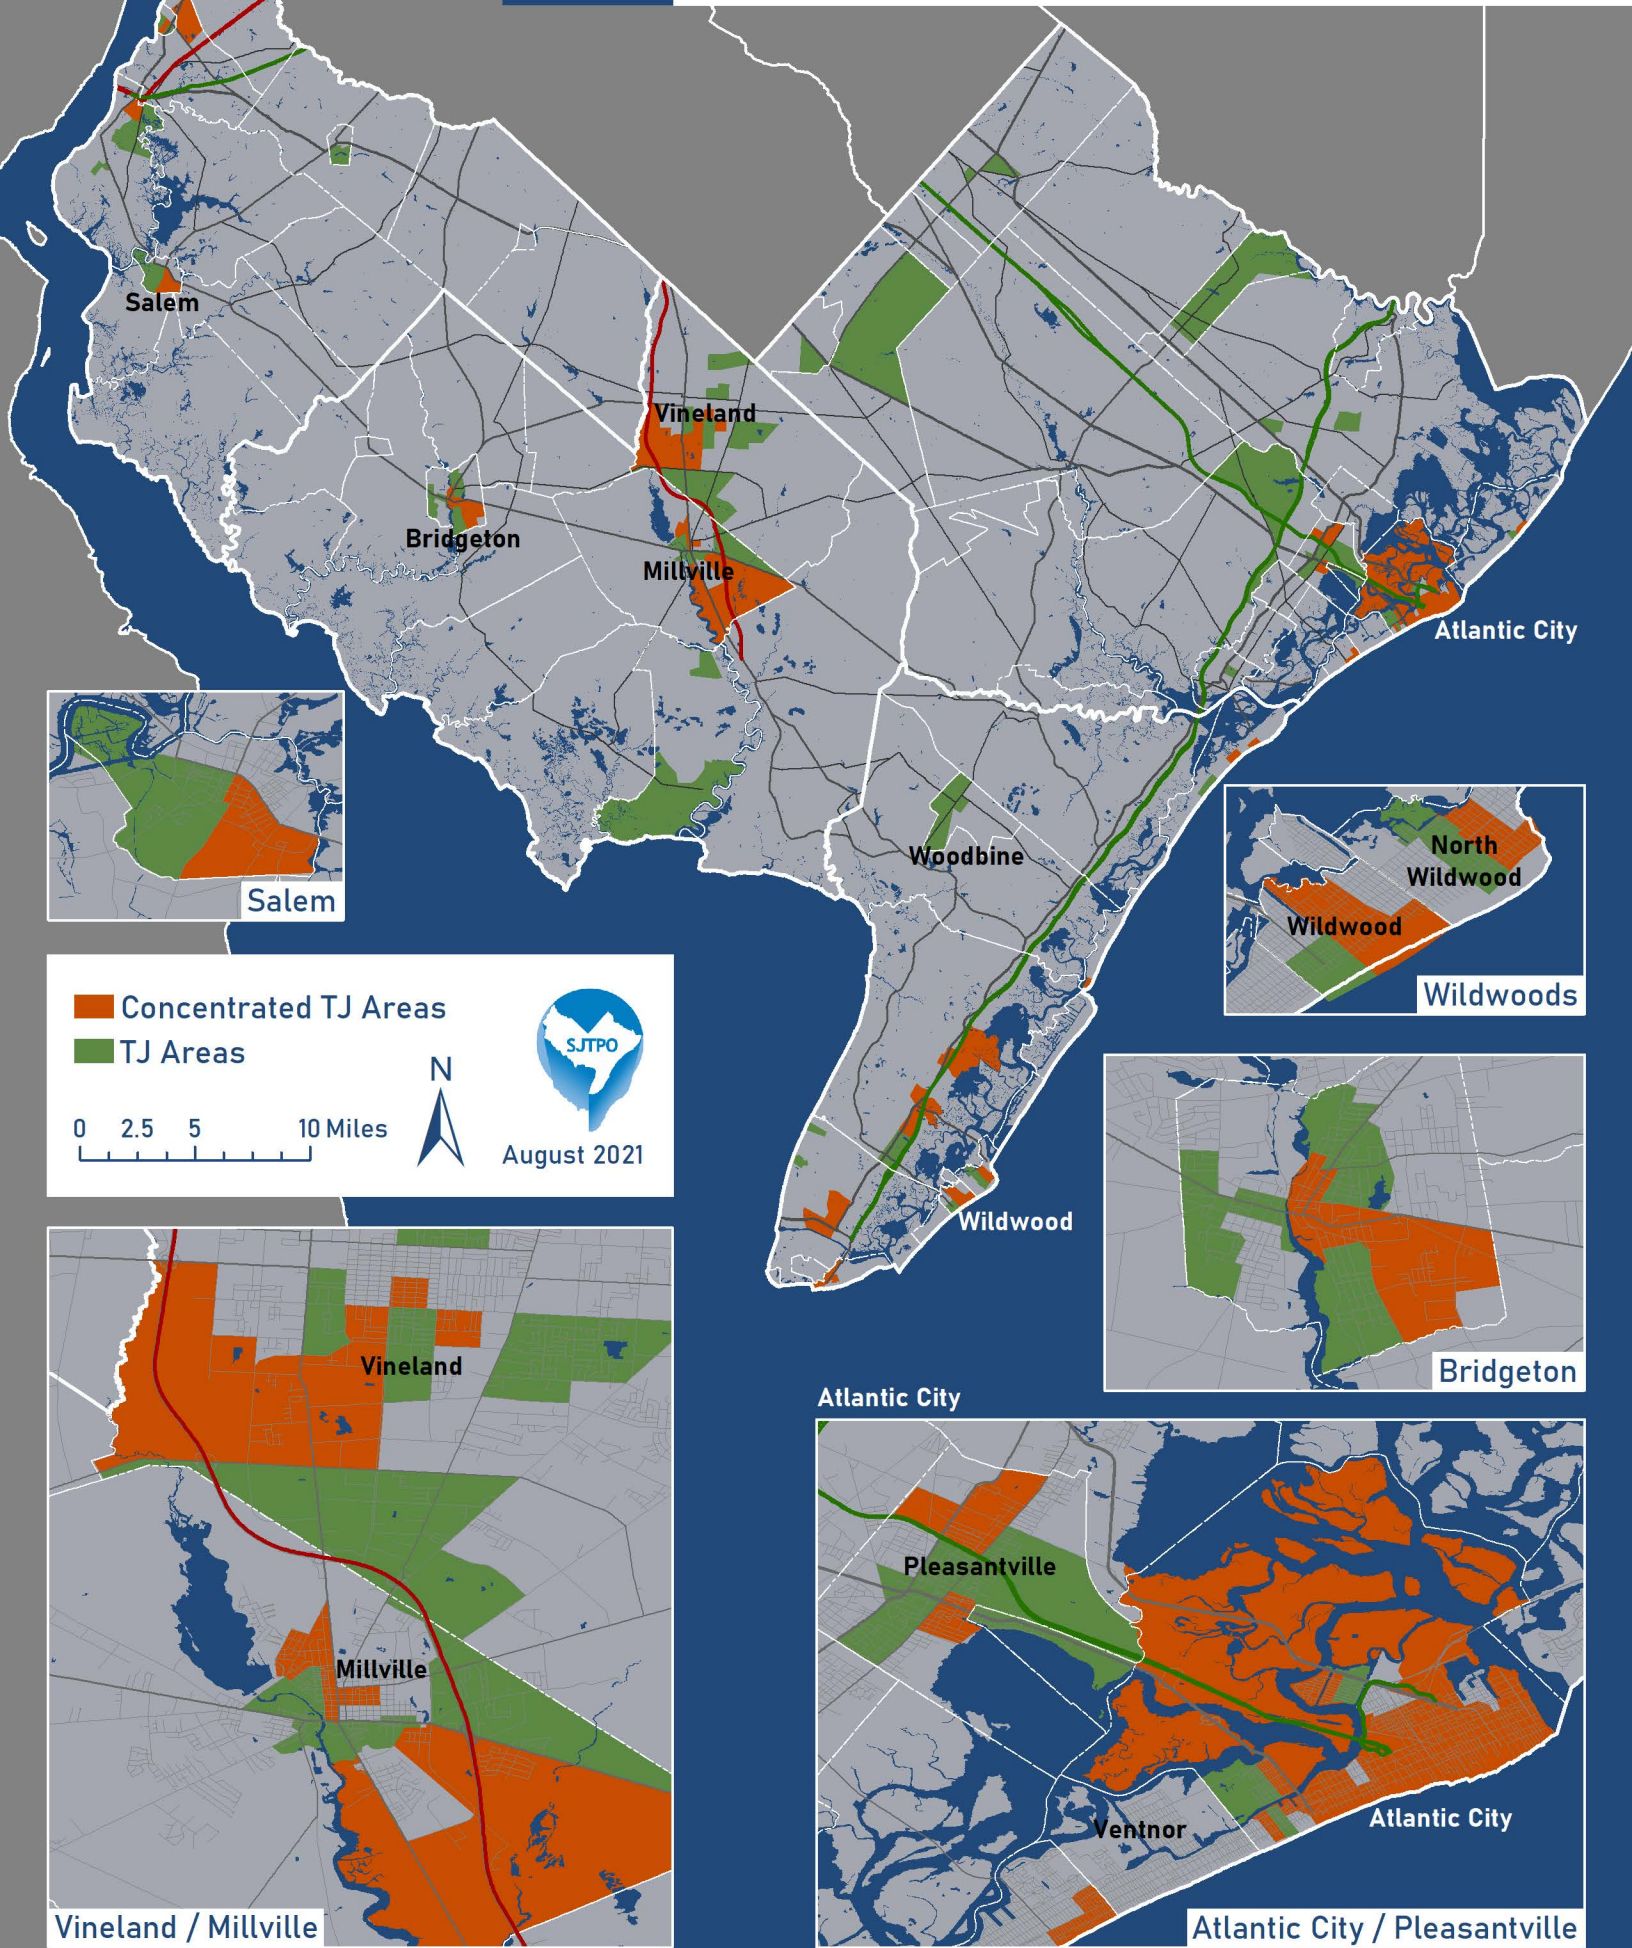 Salem
Vineland
Bridgeton
Millville
Atlantic City
Woodbine
Salem
North
Wildwood
Wildwood
Wildwoods
Concentrated TJ Areas
TJ Areas
SJTPO
N
0 2.5 5 10 Miles
August 2021
Wildwood
Bridgeton
Vineland
Millville
Vineland / Millville
Atlantic City
Pleasantville
Ventnor
Atlantic City
Atlantic City / Pleasantville